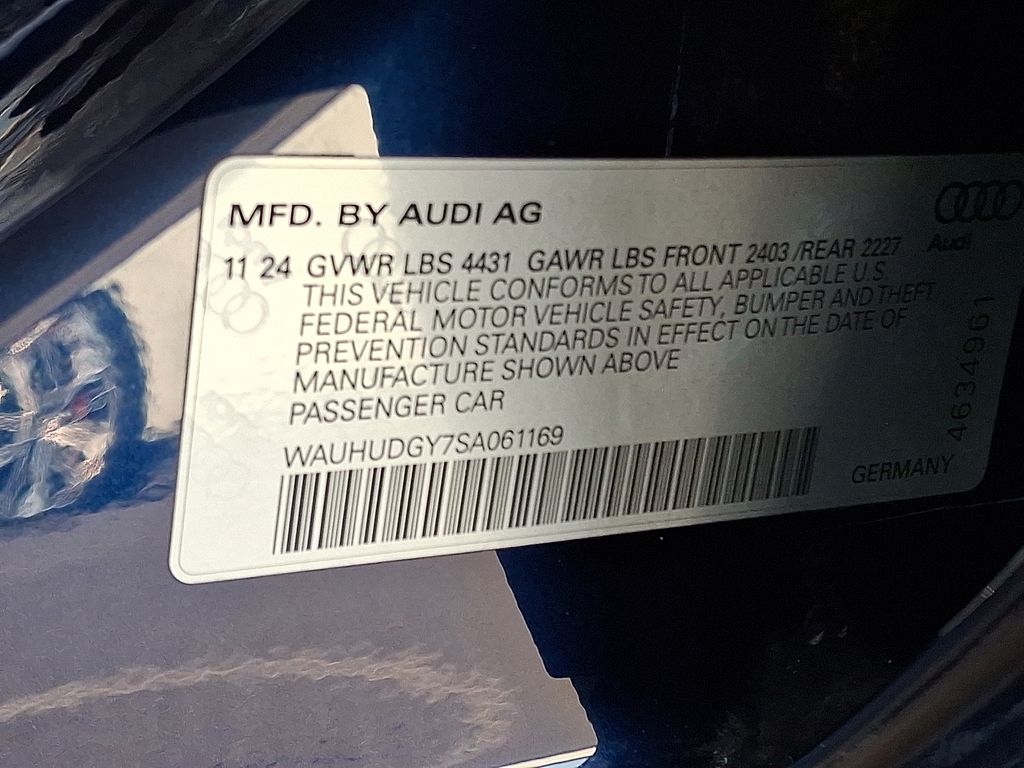 MFD. BY AUDI AG
Audi
11 24 GVWR LBS 4431 GAWR LBS FRONT 2403 /REAR 2227
THIS VEHICLE CONFORMS TO ALL APPLICABLE U.S.
FEDERAL MOTOR VEHICLE SAFETY, BUMPER AND THEFT
PREVENTION STANDARDS IN EFFECT ON THE DATE OF
MANUFACTURE SHOWN ABOVE
PASSENGER CAR
WAUHUDGY7SA061169
GERMANY
4634961